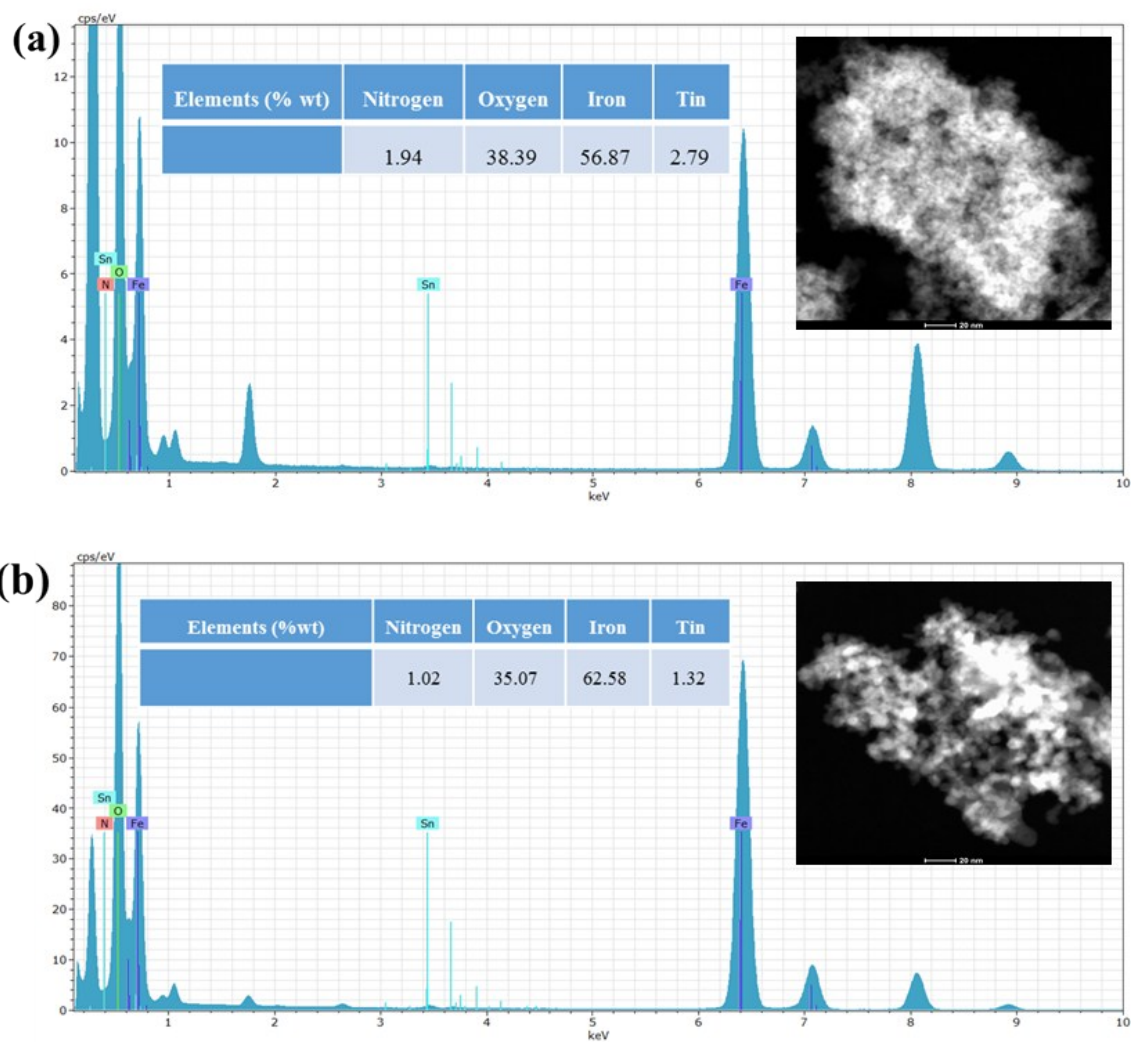 (a)
cps/eV
12
10
8
6
4
2
0
Elements (% wt) Nitrogen Oxygen Iron Tin
1.94 38.39 56.87 2.79
Sn
O
N Fe Sn Fe
20 nm
1 2 3 4 5 6 7 8 9 10
keV
(b)
cps/eV
80
70
60
50
40
30
20
10
0
Elements (%wt) Nitrogen Oxygen Iron Tin
1.02 35.07 62.58 1.32
Sn
O
N Fe Sn Fe
20 nm
1 2 3 4 5 6 7 8 9 10
keV